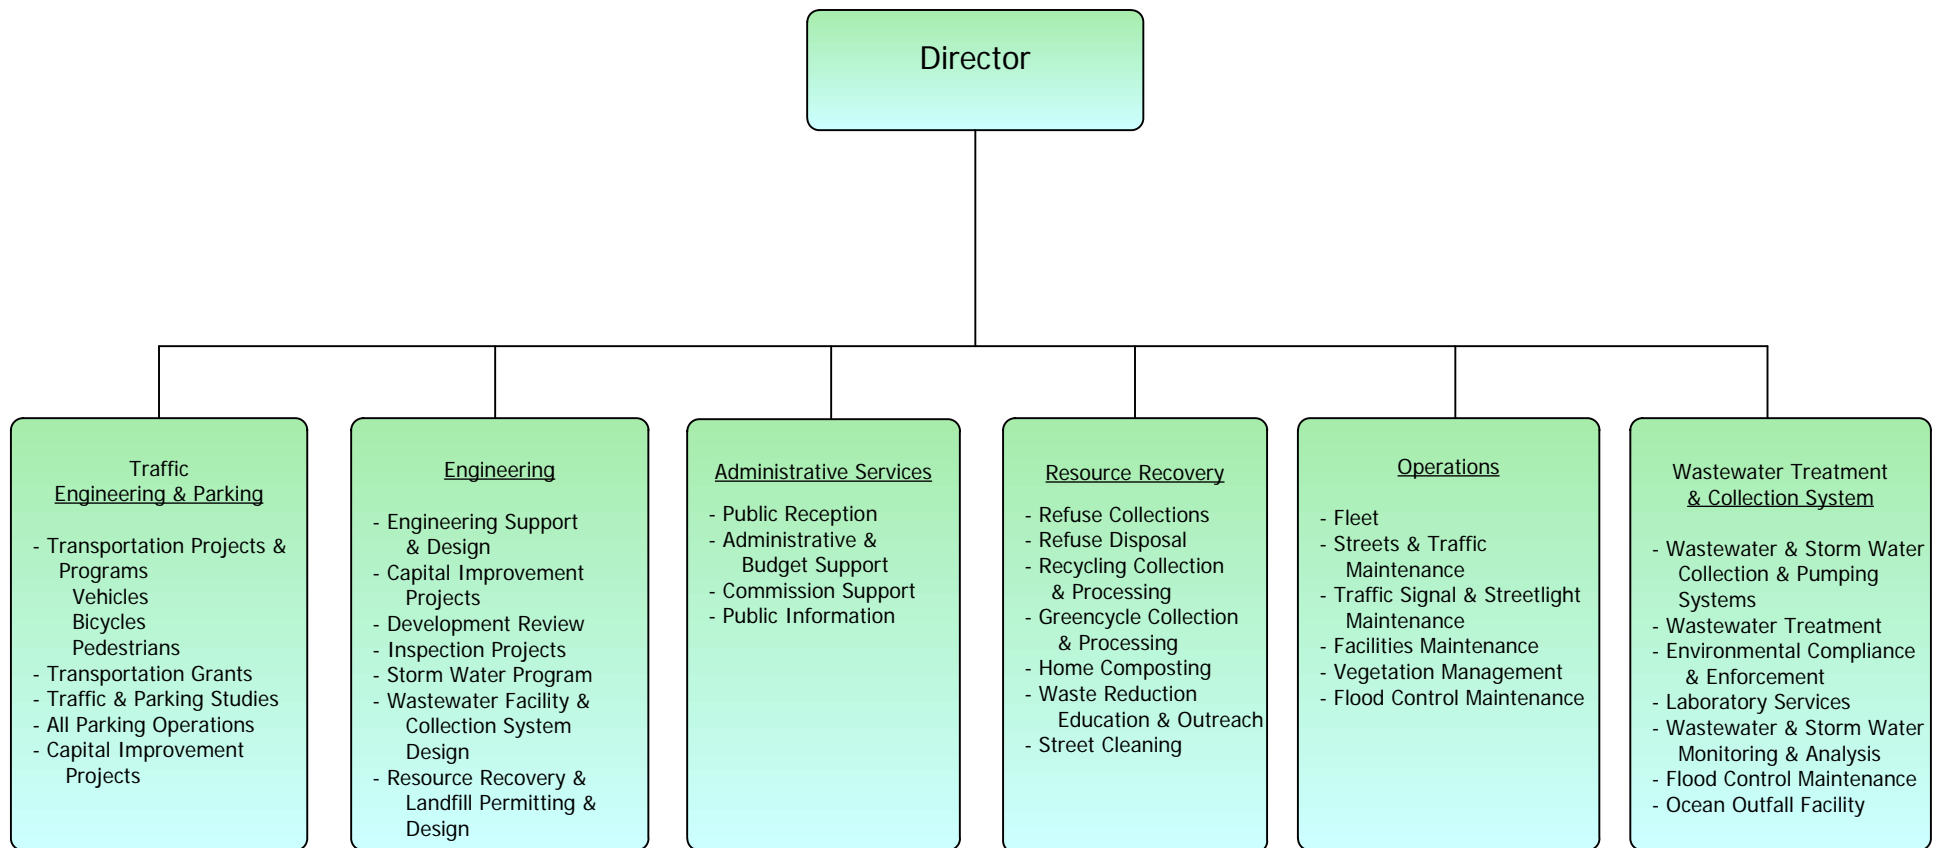 Director
Traffic
Engineering & Parking
- Transportation Projects &
Programs
Vehicles
Bicycles
Pedestrians
- Transportation Grants
- Traffic & Parking Studies
- All Parking Operations
- Capital Improvement
Projects
Engineering
- Engineering Support
& Design
- Capital Improvement
Projects
- Development Review
- Inspection Projects
- Storm Water Program
- Wastewater Facility &
Collection System
Design
- Resource Recovery &
Landfill Permitting &
Design
Administrative Services
- Public Reception
- Administrative &
Budget Support
- Commission Support
- Public Information
Resource Recovery
- Refuse Collections
- Refuse Disposal
- Recycling Collection
& Processing
- Greencycle Collection
& Processing
- Home Composting
- Waste Reduction
Education & Outreach
- Street Cleaning
Operations
- Fleet
- Streets & Traffic
Maintenance
- Traffic Signal & Streetlight
Maintenance
- Facilities Maintenance
- Vegetation Management
- Flood Control Maintenance
Wastewater Treatment
& Collection System
- Wastewater & Storm Water
Collection & Pumping
Systems
- Wastewater Treatment
- Environmental Compliance
& Enforcement
- Laboratory Services
- Wastewater & Storm Water
Monitoring & Analysis
- Flood Control Maintenance
- Ocean Outfall Facility